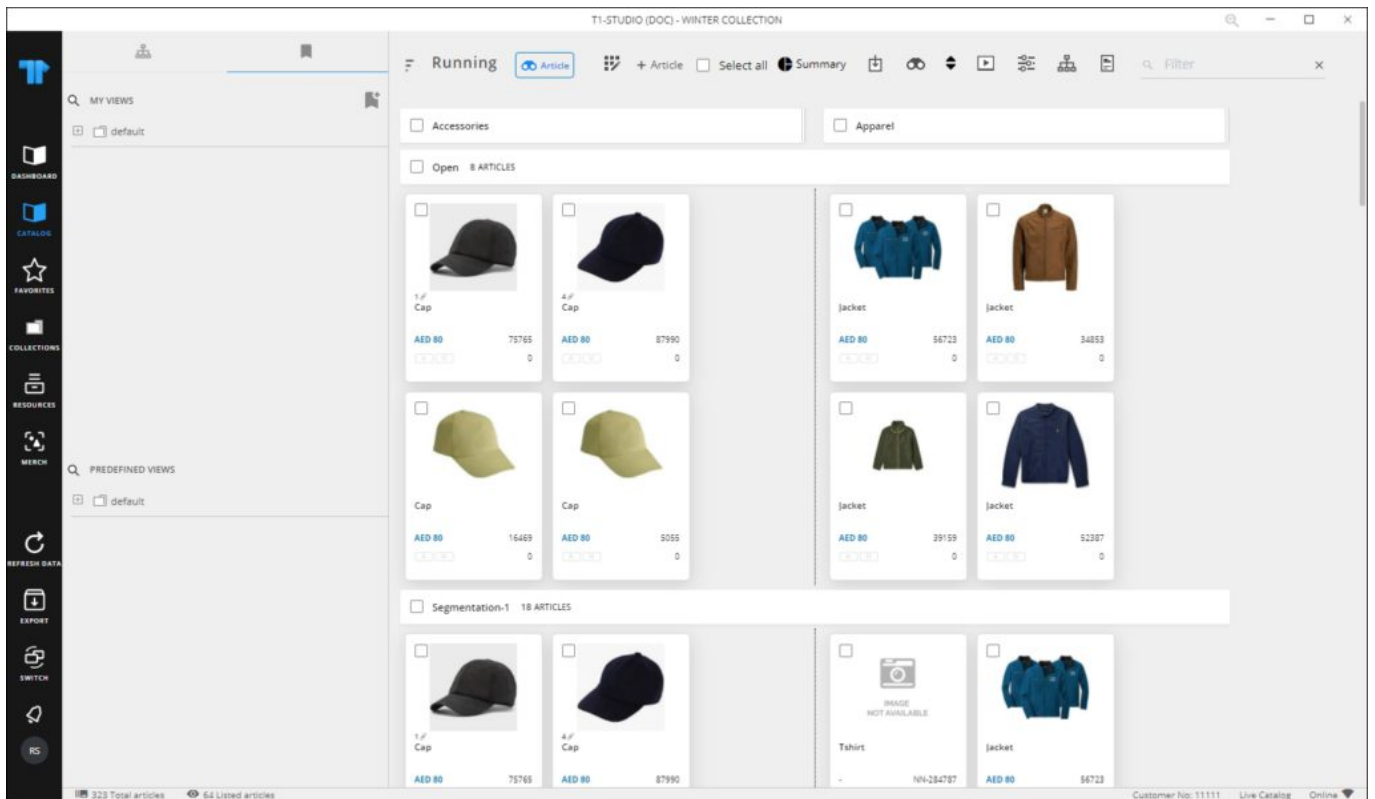 T1-STUDIO (DOC) - WINTER COLLECTION
DASHBOARD
CATALOG
FAVORITES
COLLECTIONS
RESOURCES
MERCH
REFRESH DATA
EXPORT
SWITCH
RS
MY VIEWS
default
PREDEFINED VIEWS
default
Running Article + Article Select all Summary Filter
Accessories Apparel
Open 8 ARTICLES
1 4
Cap Cap Jacket Jacket
AED 80 75765 AED 80 87990 AED 80 56723 AED 80 34853
0 0 0 0
Cap Cap Jacket Jacket
AED 80 16469 AED 80 5055 AED 80 39159 AED 80 52387
0 0 0 0
Segmentation-1 18 ARTICLES
IMAGE
NOT AVAILABLE
1 4
Cap Cap Tshirt Jacket
AED 80 75765 AED 80 87990 - NN-284787 AED 80 56723
323 Total articles 64 Listed articles Customer No: 11111 Live Catalog Online